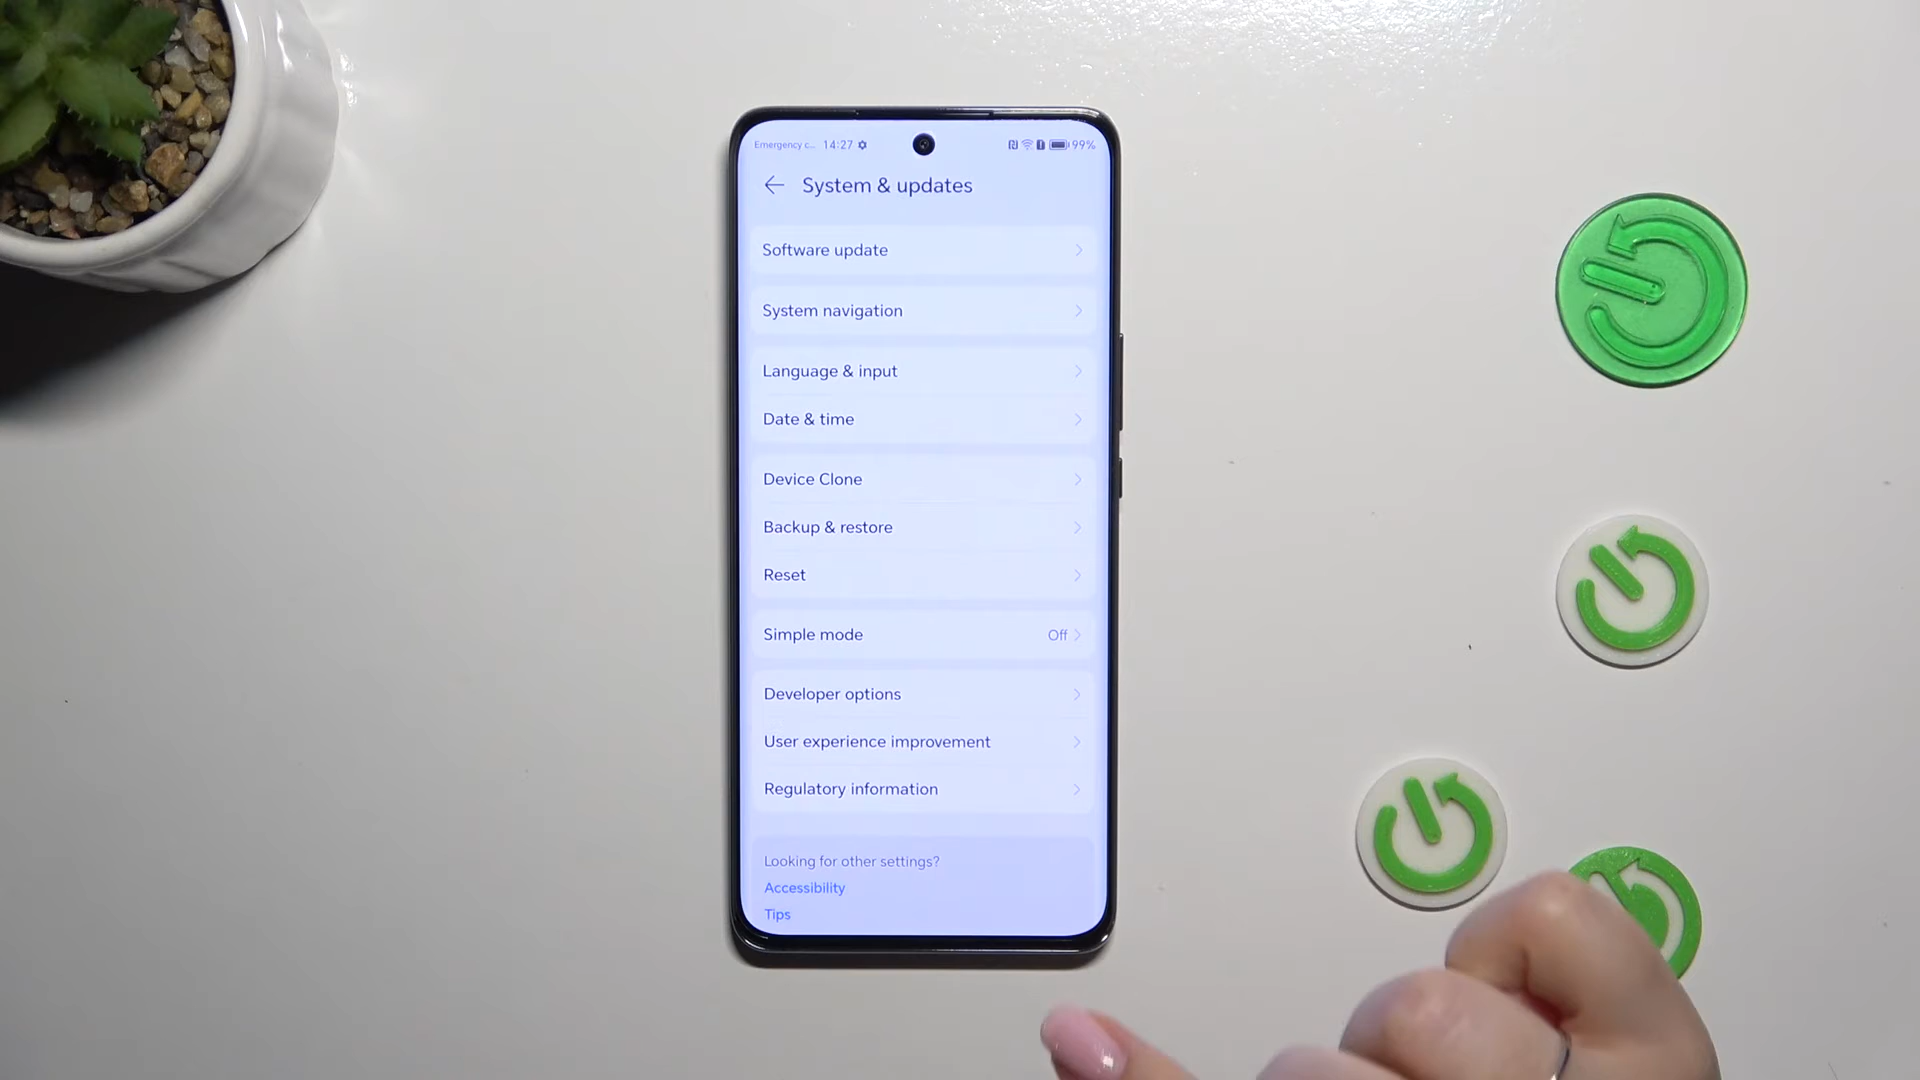 Emergency c... 14:27 99%
System & updates
Software update
System navigation
Language & input
Date & time
Device Clone
Backup & restore
Reset
Simple mode Off
Developer options
User experience improvement
Regulatory information
Looking for other settings?
Accessibility
Tips